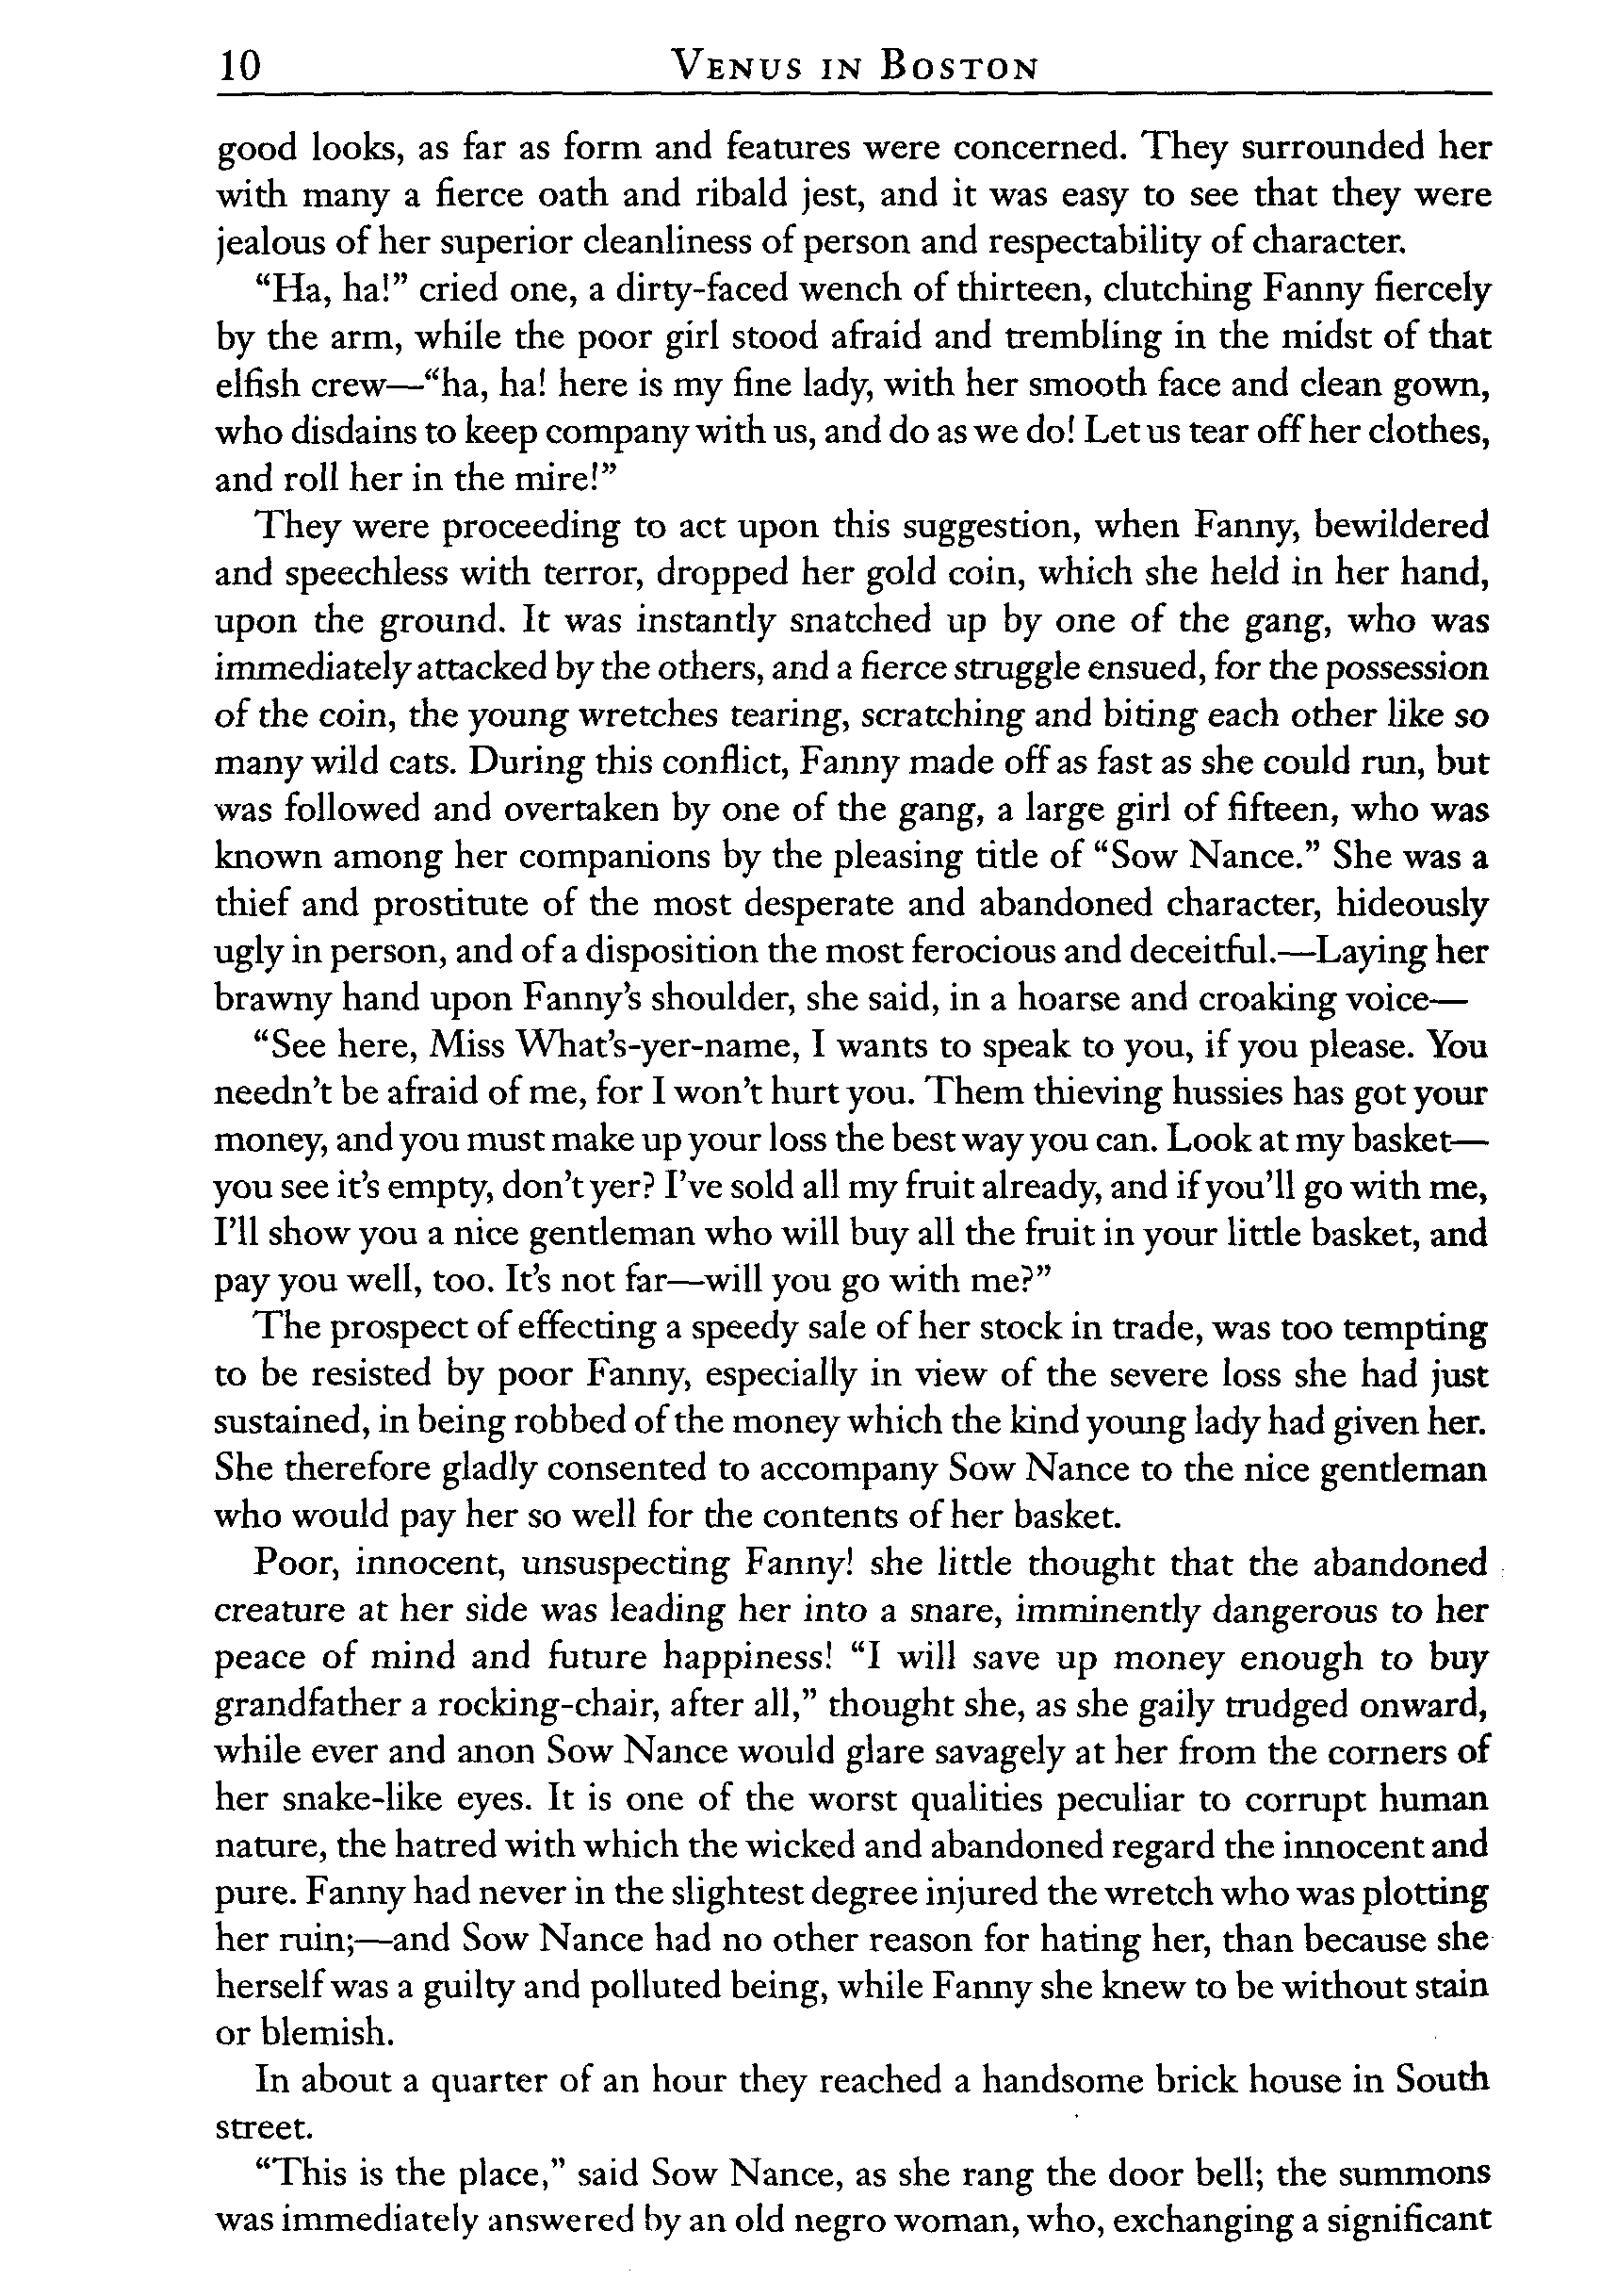 10 VENUS IN BOSTON
good looks, as far as form and features were concerned. They surrounded her
with many a fierce oath and ribald jest, and it was easy to see that they were
jealous of her superior cleanliness of person and respectability of character.
“Ha, ha!” cried one, a dirty-faced wench of thirteen, clutching Fanny fiercely
by the arm, while the poor girl stood afraid and trembling in the midst of that
elfish crew—“ha, ha! here is my fine lady, with her smooth face and clean gown,
who disdains to keep company with us, and do as we do! Let us tear off her clothes,
and roll her in the mire!”
They were proceeding to act upon this suggestion, when Fanny, bewildered
and speechless with terror, dropped her gold coin, which she held in her hand,
upon the ground. It was instantly snatched up by one of the gang, who was
immediately attacked by the others, and a fierce struggle ensued, for the possession
of the coin, the young wretches tearing, scratching and biting each other like so
many wild cats. During this conflict, Fanny made off as fast as she could run, but
was followed and overtaken by one of the gang, a large girl of fifteen, who was
known among her companions by the pleasing title of “Sow Nance.” She was a
thief and prostitute of the most desperate and abandoned character, hideously
ugly in person, and of a disposition the most ferocious and deceitful.—Laying her
brawny hand upon Fanny’s shoulder, she said, in a hoarse and croaking voice—
“See here, Miss What’s-yer-name, I wants to speak to you, if you please. You
needn’t be afraid of me, for I won’t hurt you. Them thieving hussies has got your
money, and you must make up your loss the best way you can. Look at my basket—
you see it’s empty, don’t yer? I’ve sold all my fruit already, and if you’ll go with me,
I’ll show you a nice gentleman who will buy all the fruit in your little basket, and
pay you well, too. It’s not far—will you go with me?”
The prospect of effecting a speedy sale of her stock in trade, was too tempting
to be resisted by poor Fanny, especially in view of the severe loss she had just
sustained, in being robbed of the money which the kind young lady had given her.
She therefore gladly consented to accompany Sow Nance to the nice gentleman
who would pay her so well for the contents of her basket.
Poor, innocent, unsuspecting Fanny! she little thought that the abandoned
creature at her side was leading her into a snare, imminently dangerous to her
peace of mind and future happiness! “I will save up money enough to buy
grandfather a rocking-chair, after all,” thought she, as she gaily trudged onward,
while ever and anon Sow Nance would glare savagely at her from the corners of
her snake-like eyes. It is one of the worst qualities peculiar to corrupt human
nature, the hatred with which the wicked and abandoned regard the innocent and
pure. Fanny had never in the slightest degree injured the wretch who was plotting
her ruin;—and Sow Nance had no other reason for hating her, than because she
herself was a guilty and polluted being, while Fanny she knew to be without stain
or blemish.
In about a quarter of an hour they reached a handsome brick house in South
street.
“This is the place,” said Sow Nance, as she rang the door bell; the summons
was immediately answered by an old negro woman, who, exchanging a significant